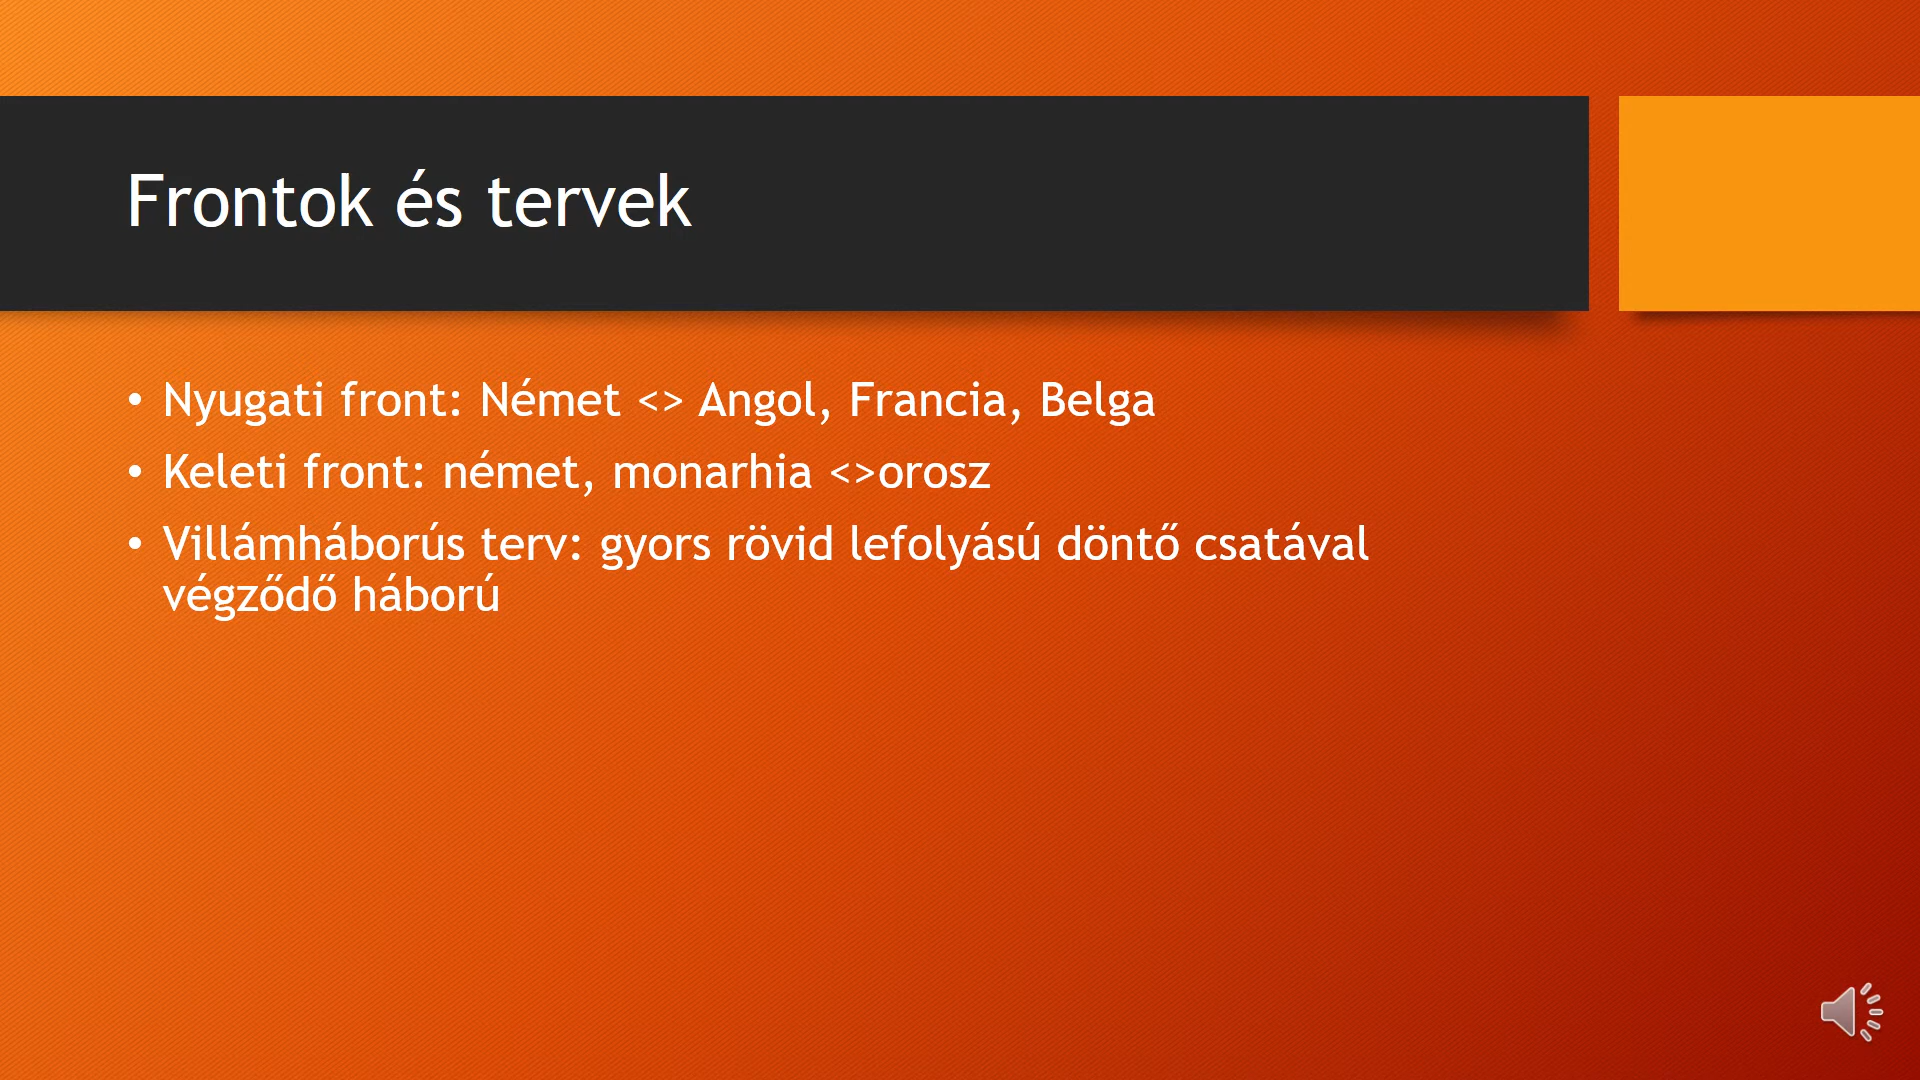 Frontok és tervek
• Nyugati front: Német <> Angol, Francia, Belga
• Keleti front: német, monarhia <>orosz
• Villámháborús terv: gyors rövid lefolyású döntő csatával
végződő háború